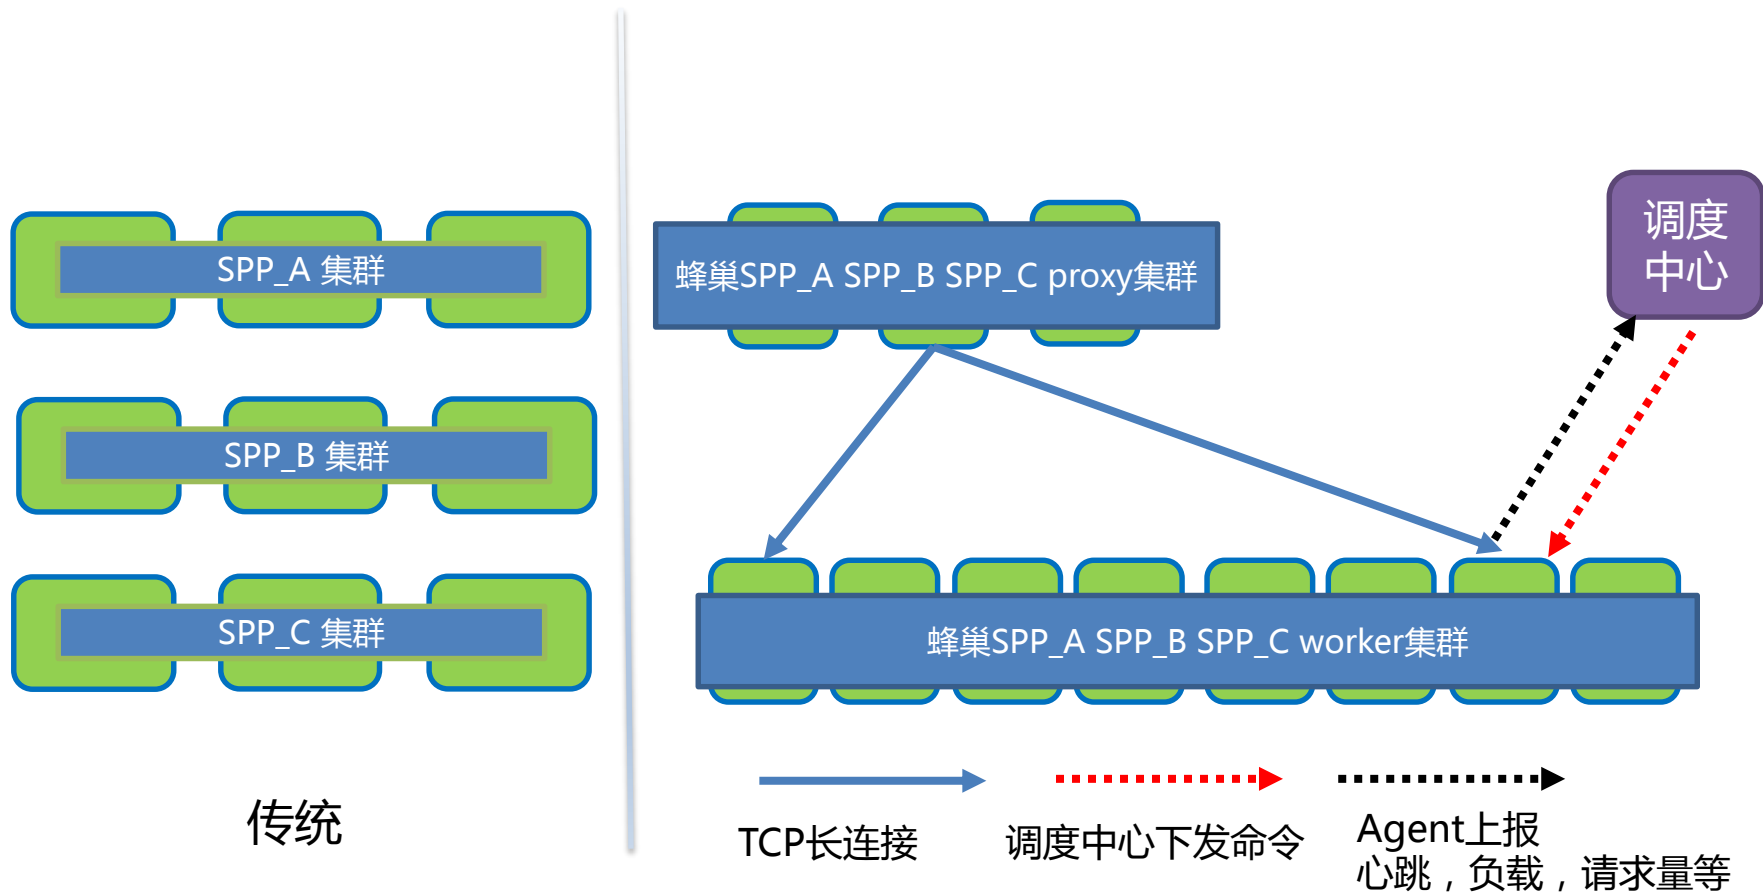 SPP_A 集群
SPP_B 集群
SPP_C 集群
传统
蜂巢SPP_A SPP_B SPP_C proxy集群
调度
中心
蜂巢SPP_A SPP_B SPP_C worker集群
TCP长连接
调度中心下发命令
Agent上报
心跳，负载，请求量等